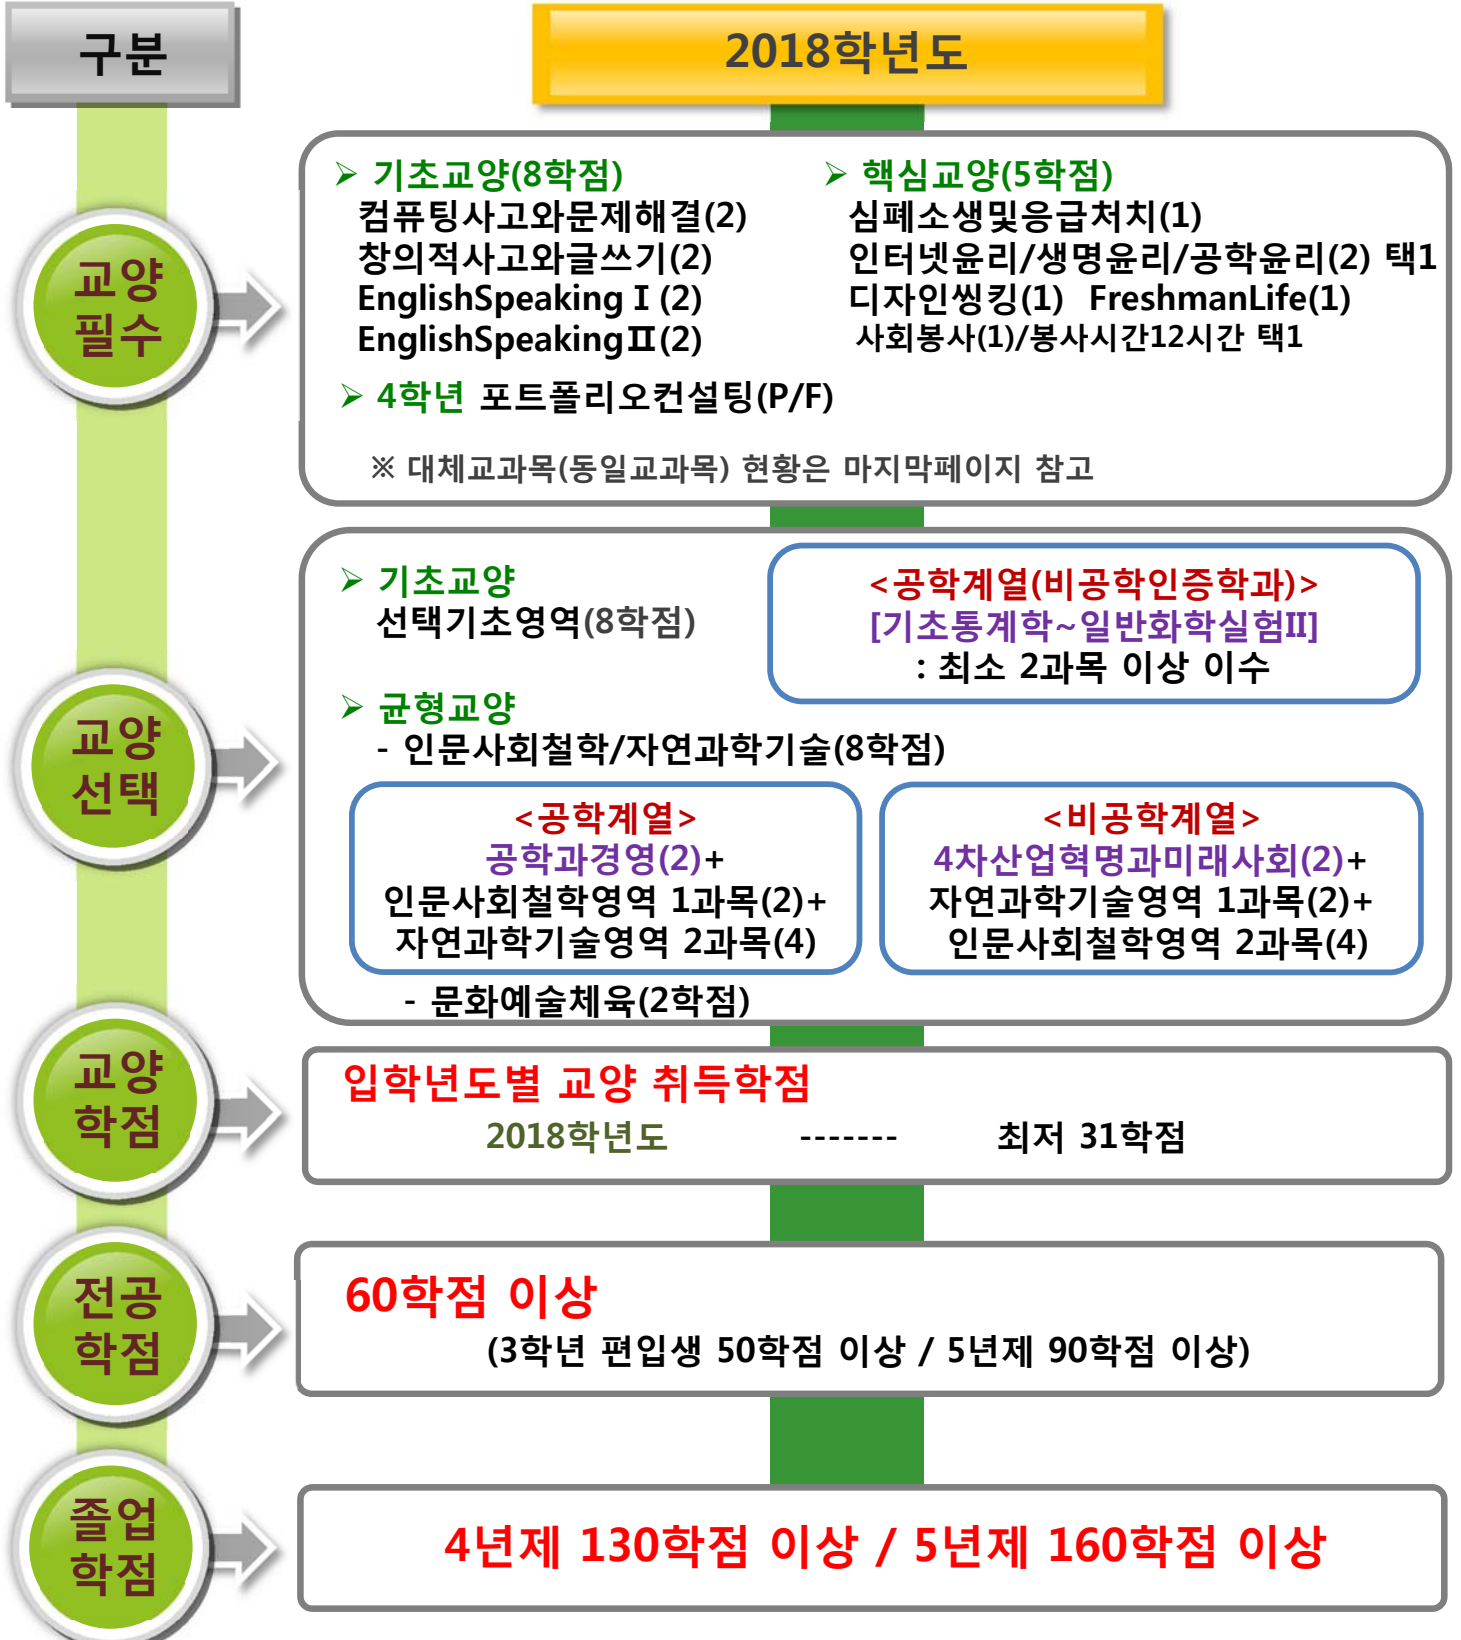 구분
2018학년도
교양
필수
➢ 기초교양(8학점)
컴퓨팅사고와문제해결(2)
창의적사고와글쓰기(2)
EnglishSpeakingⅠ(2)
EnglishSpeakingⅡ(2)
➢ 핵심교양(5학점)
심폐소생및응급처치(1)
인터넷윤리/생명윤리/공학윤리(2) 택1
디자인씽킹(1) FreshmanLife(1)
사회봉사(1)/봉사시간12시간 택1
➢ 4학년 포트폴리오컨설팅(P/F)
※ 대체교과목(동일교과목) 현황은 마지막페이지 참고
교양
선택
➢ 기초교양
선택기초영역(8학점)
<공학계열(비공학인증학과)>
[기초통계학~일반화학실험II]
: 최소 2과목 이상 이수
➢ 균형교양
- 인문사회철학/자연과학기술(8학점)
<공학계열>
공학과경영(2)+
인문사회철학영역 1과목(2)+
자연과학기술영역 2과목(4)
<비공학계열>
4차산업혁명과미래사회(2)+
자연과학기술영역 1과목(2)+
인문사회철학영역 2과목(4)
- 문화예술체육(2학점)
교양
학점
입학년도별 교양 취득학점
2018학년도 ------- 최저 31학점
전공
학점
60학점 이상
(3학년 편입생 50학점 이상 / 5년제 90학점 이상)
졸업
학점
4년제 130학점 이상 / 5년제 160학점 이상